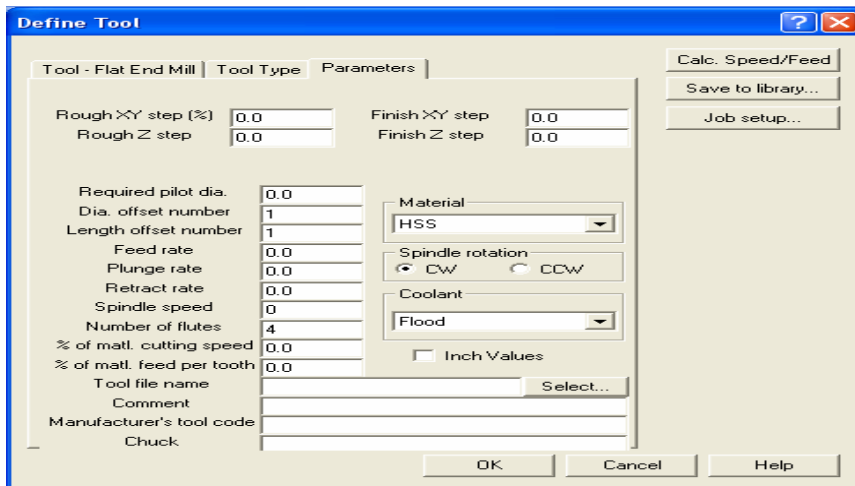 Define Tool
Tool - Flat End Mill Tool Type Parameters
Calc. Speed/Feed
Save to library...
Job setup...
Rough XY step (%) 0.0 Finish XY step 0.0
Rough Z step 0.0 Finish Z step 0.0
Required pilot dia. 0.0
Dia. offset number 1
Length offset number 1
Feed rate 0.0
Plunge rate 0.0
Retract rate 0.0
Spindle speed 0
Number of flutes 4
% of matl. cutting speed 0.0
% of matl. feed per tooth 0.0
Material
HSS
Spindle rotation
CW CCW
Coolant
Flood
Inch Values
Tool file name Select...
Comment
Manufacturer's tool code
Chuck
OK Cancel Help